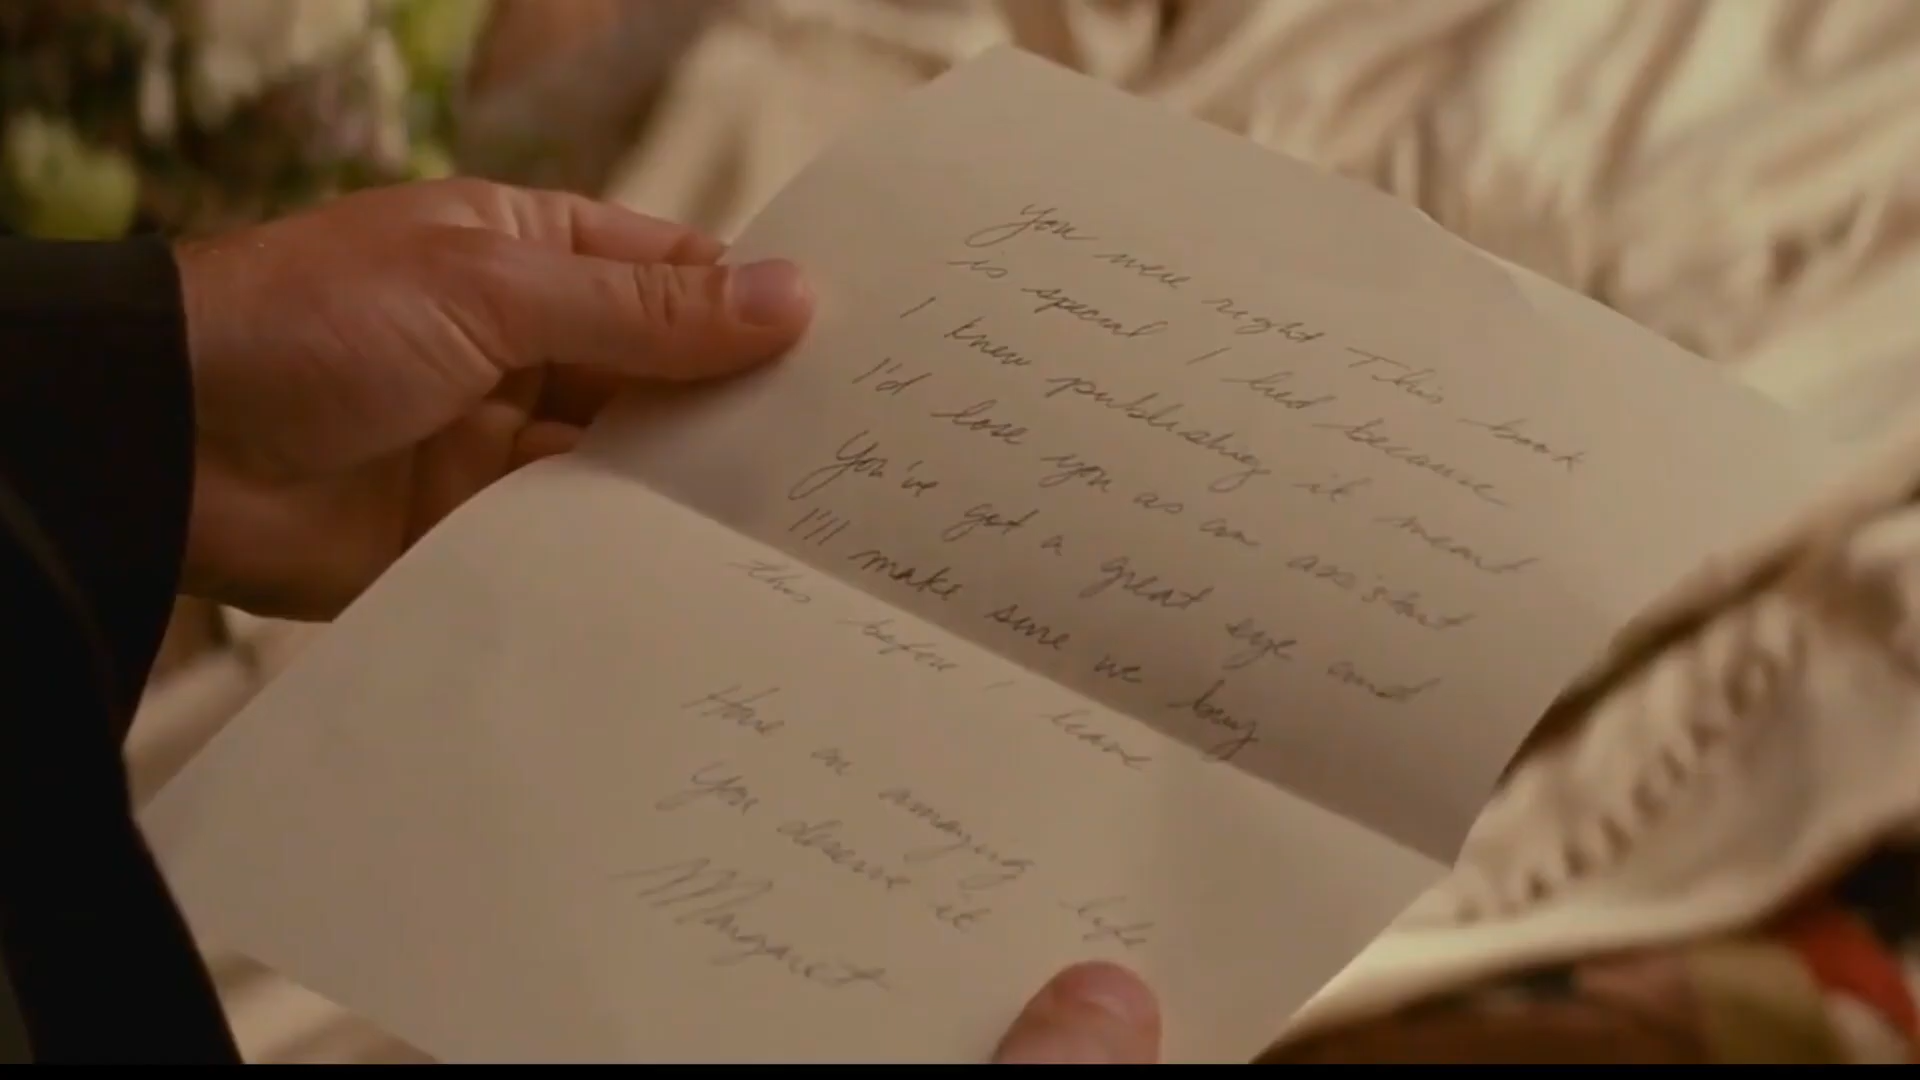 You were right This book
is special I lied because
I knew publishing it meant
I'd lose you as an assistant
You've got a great eye and
I'll make sure we buy
this before I leave
Have an amazing life
You deserve it
Margaret